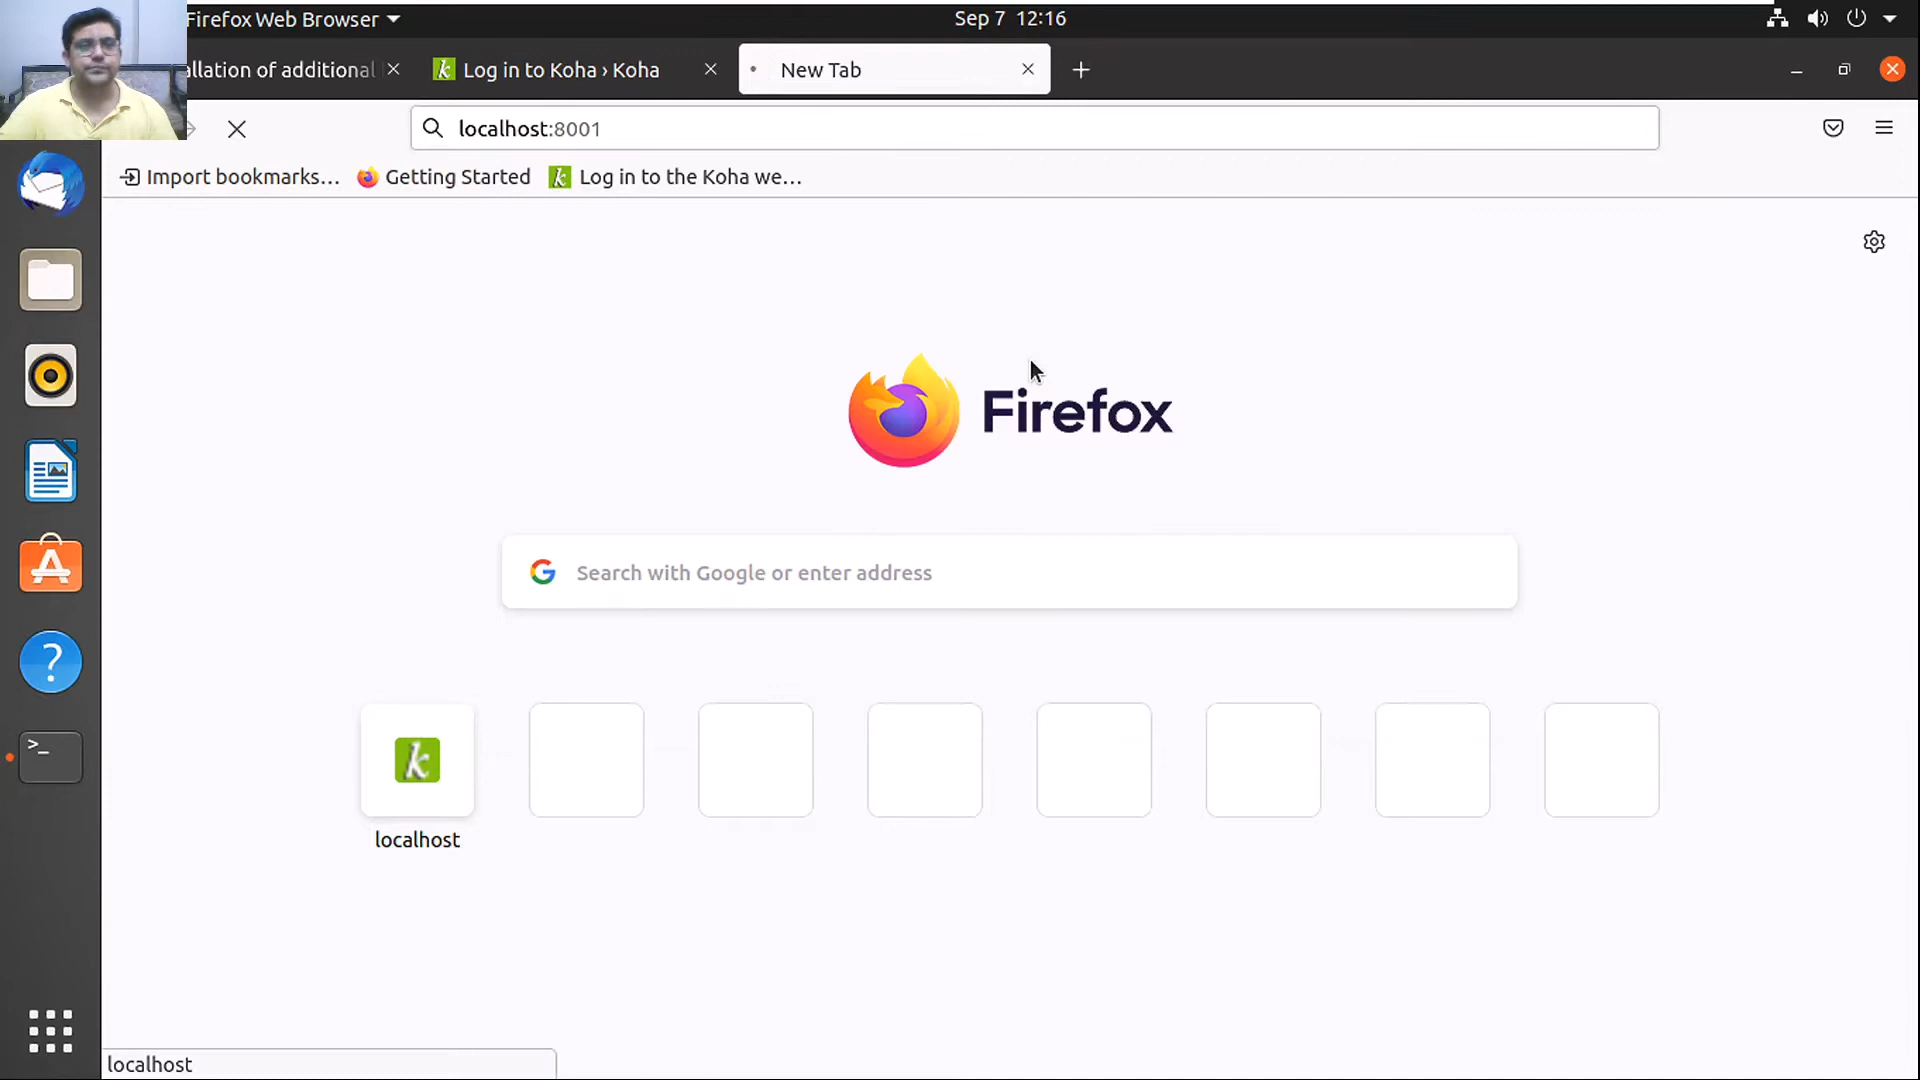 Firefox Web Browser
Sep 7 12:16
allation of additional
Log in to Koha › Koha
New Tab
localhost:8001
Import bookmarks...
Getting Started
Log in to the Koha we...
Firefox
Search with Google or enter address
localhost
localhost